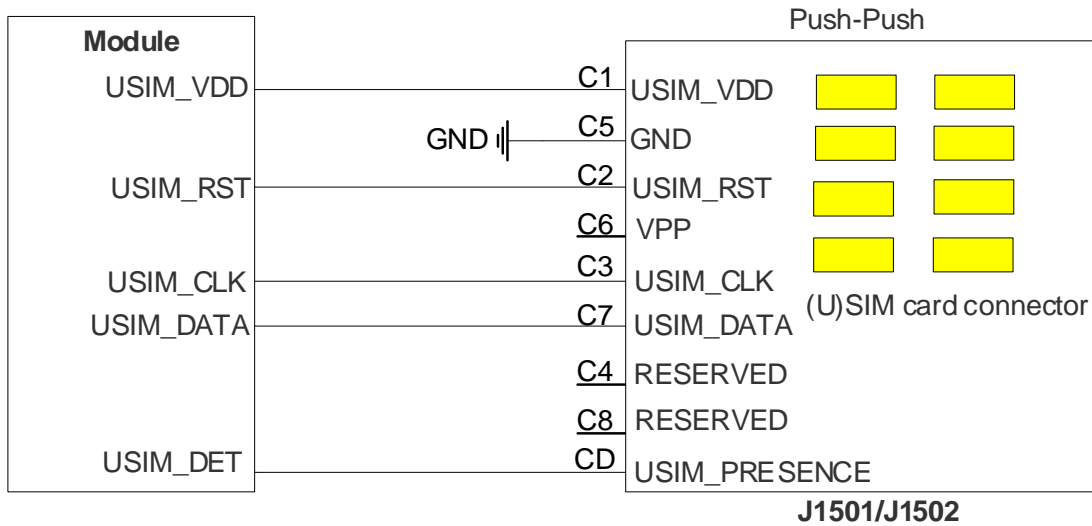 Push-Push
Module
USIM_VDD C1 USIM_VDD
GND C5 GND
USIM_RST C2 USIM_RST
C6 VPP
USIM_CLK C3 USIM_CLK
(U)SIM card connector
USIM_DATA C7 USIM_DATA
C4 RESERVED
C8 RESERVED
USIM_DET CD USIM_PRESENCE
J1501/J1502